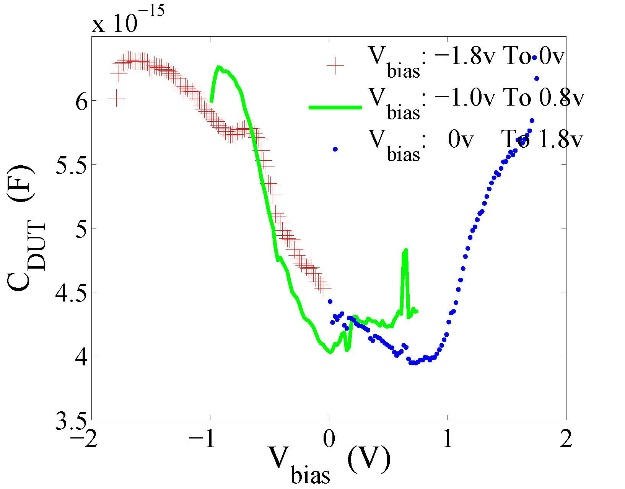 x 10⁻¹⁵
V_bias: −1.8v To 0v
V_bias: −1.0v To 0.8v
V_bias: 0v To 1.8v
6
5.5
5
4.5
4
3.5
C_DUT (F)
−2 −1 0 1 2
V_bias (V)